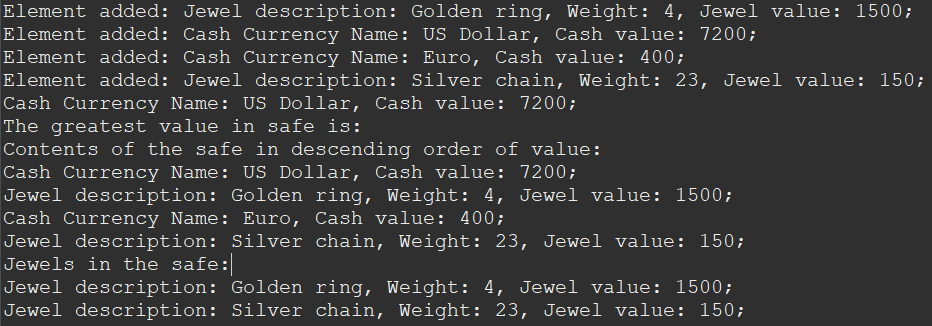 Element added: Jewel description: Golden ring, Weight: 4, Jewel value: 1500;
Element added: Cash Currency Name: US Dollar, Cash value: 7200;
Element added: Cash Currency Name: Euro, Cash value: 400;
Element added: Jewel description: Silver chain, Weight: 23, Jewel value: 150;
Cash Currency Name: US Dollar, Cash value: 7200;
The greatest value in safe is:
Contents of the safe in descending order of value:
Cash Currency Name: US Dollar, Cash value: 7200;
Jewel description: Golden ring, Weight: 4, Jewel value: 1500;
Cash Currency Name: Euro, Cash value: 400;
Jewel description: Silver chain, Weight: 23, Jewel value: 150;
Jewels in the safe:
Jewel description: Golden ring, Weight: 4, Jewel value: 1500;
Jewel description: Silver chain, Weight: 23, Jewel value: 150;